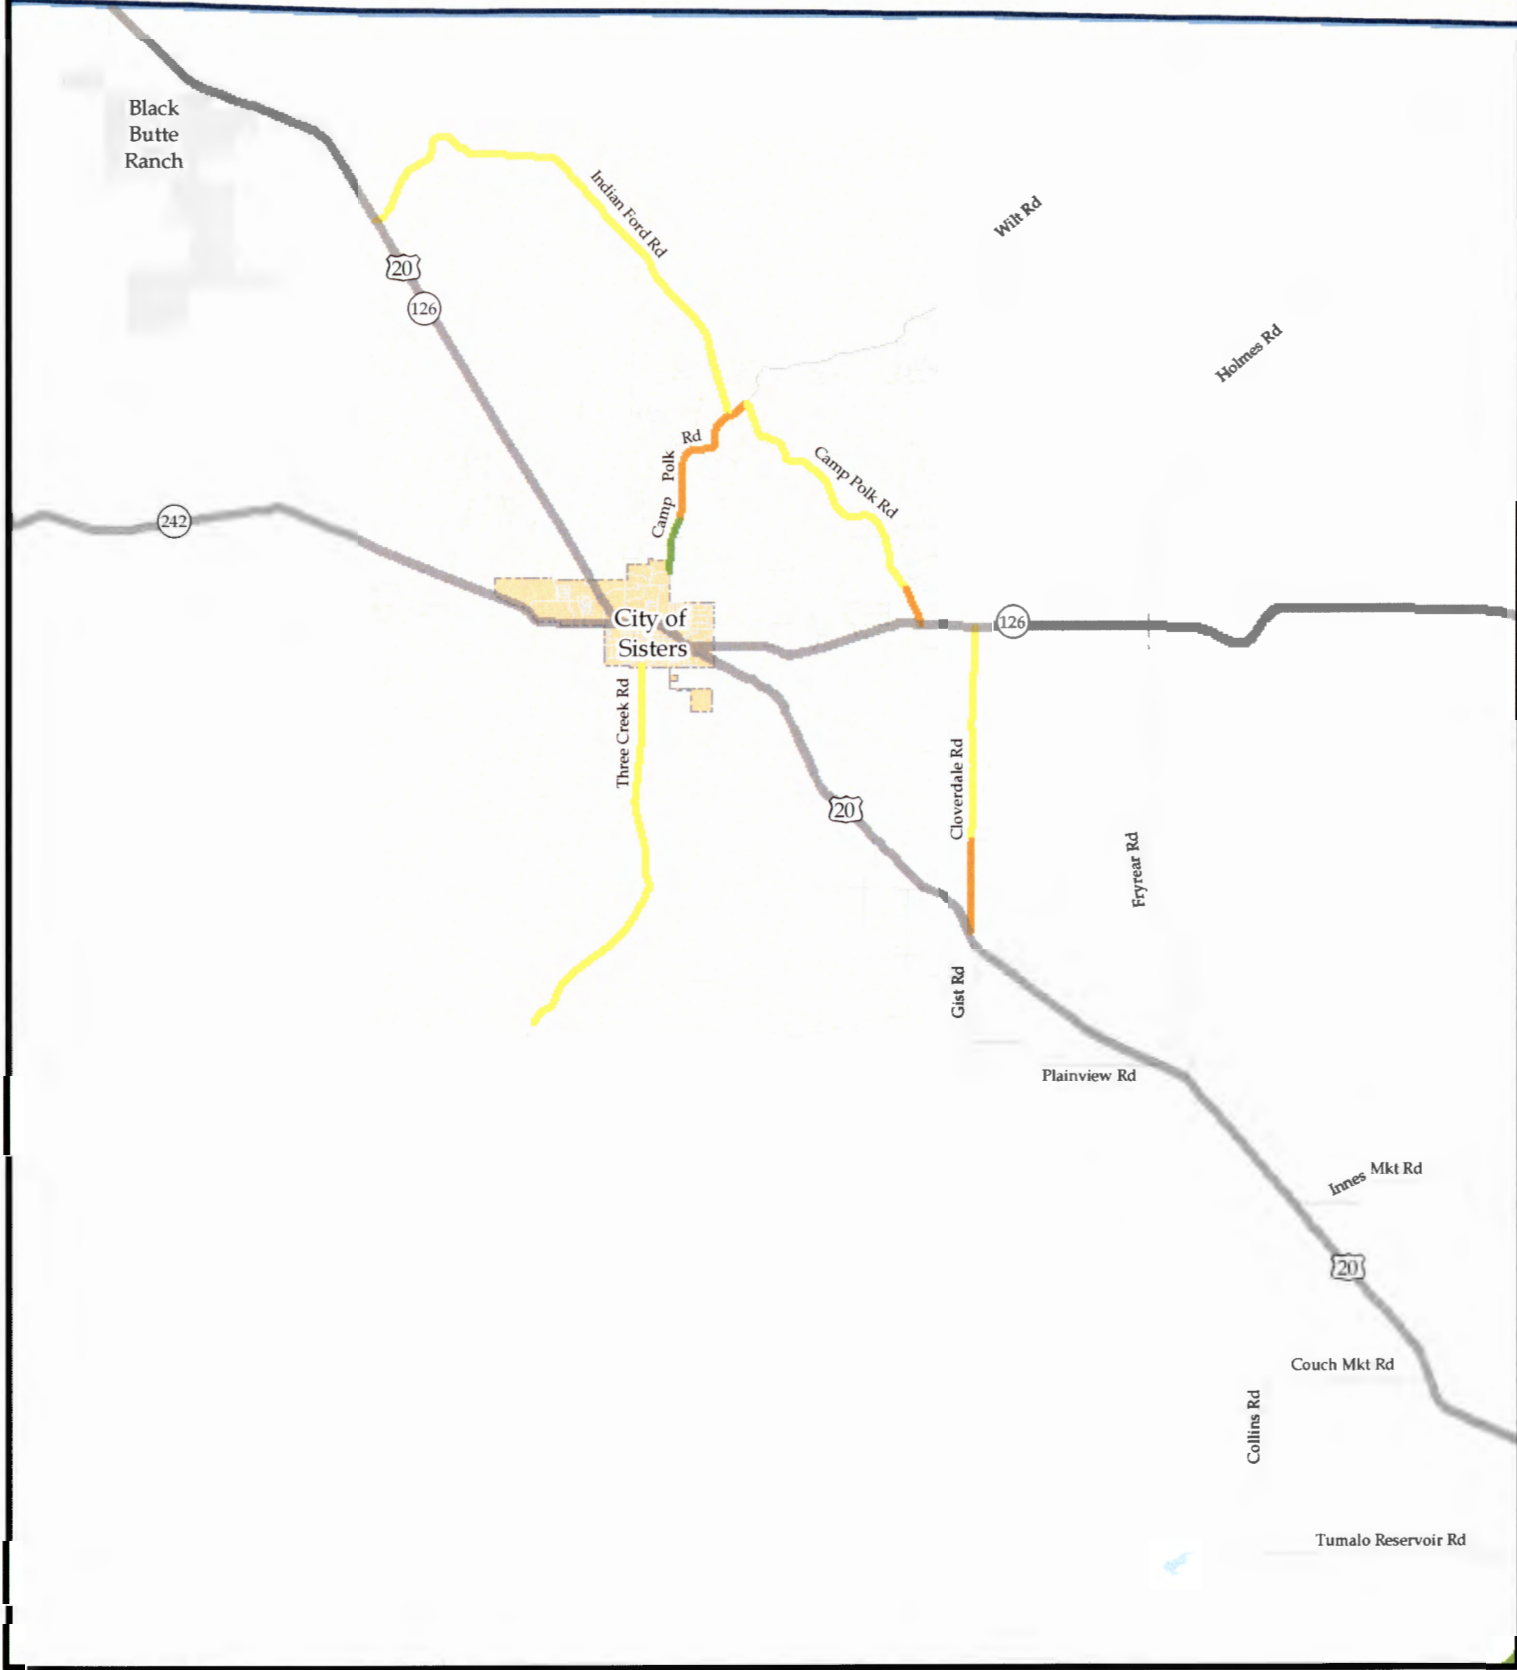 Black
Butte
Ranch
Indian Ford Rd
Wilt Rd
20
126
Holmes Rd
Camp Polk Rd
Camp Polk Rd
242
City of
Sisters
126
Three Creek Rd
Cloverdale Rd
20
Fryrear Rd
Gist Rd
Plainview Rd
Innes Mkt Rd
20
Couch Mkt Rd
Collins Rd
Tumalo Reservoir Rd